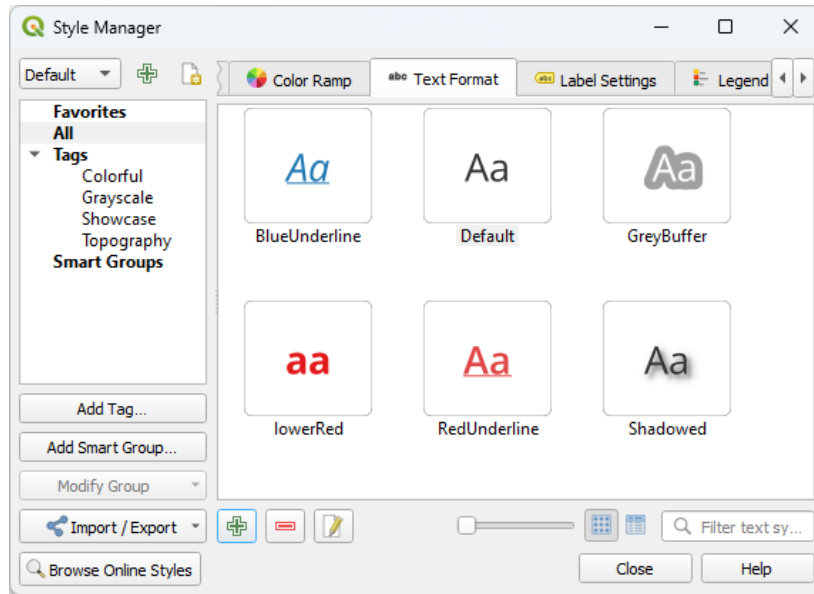 Style Manager
Default
Color Ramp
abc Text Format
abc Label Settings
Legend
Favorites
All
Tags
Colorful
Grayscale
Showcase
Topography
Smart Groups
Aa
Aa
Aa
BlueUnderline
Default
GreyBuffer
aa
Aa
Aa
lowerRed
RedUnderline
Shadowed
Add Tag...
Add Smart Group...
Modify Group
Import / Export
Filter text sy...
Browse Online Styles
Close
Help